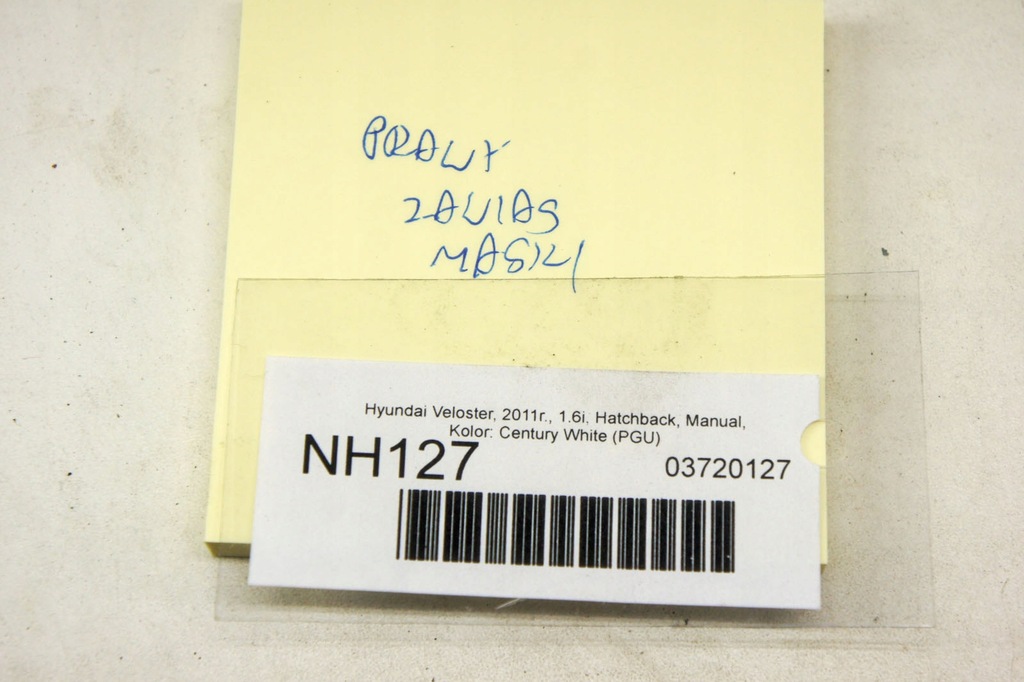 PRAWY
ZAWIAS
MASKI
Hyundai Veloster, 2011r., 1.6i, Hatchback, Manual,
Kolor: Century White (PGU)
NH127 03720127